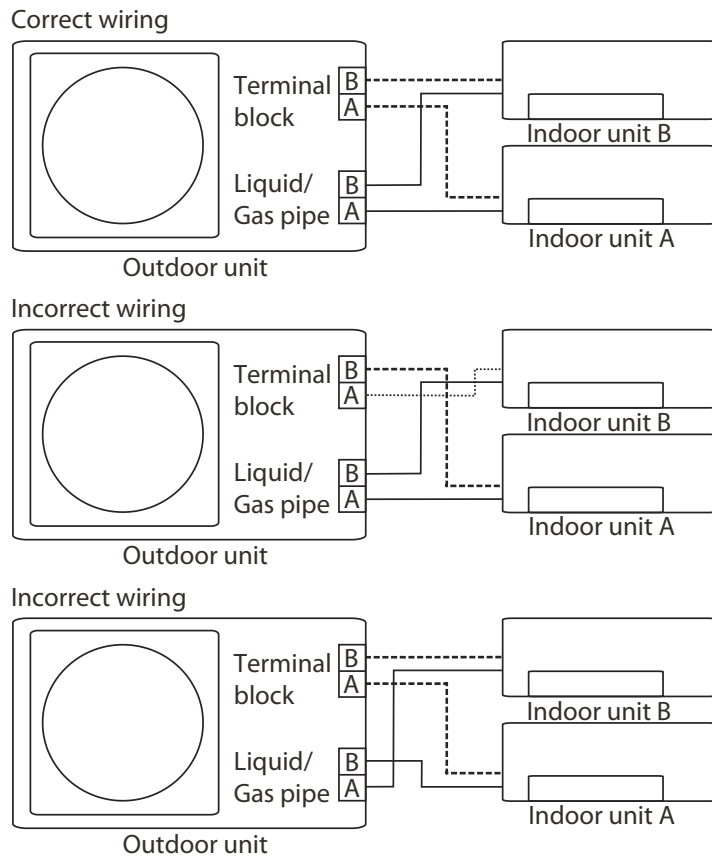 Correct wiring
Terminal
block
B
A
Liquid/
Gas pipe
B
A
Outdoor unit
Indoor unit B
Indoor unit A
Incorrect wiring
Terminal
block
B
A
Liquid/
Gas pipe
B
A
Outdoor unit
Indoor unit B
Indoor unit A
Incorrect wiring
Terminal
block
B
A
Liquid/
Gas pipe
B
A
Outdoor unit
Indoor unit B
Indoor unit A